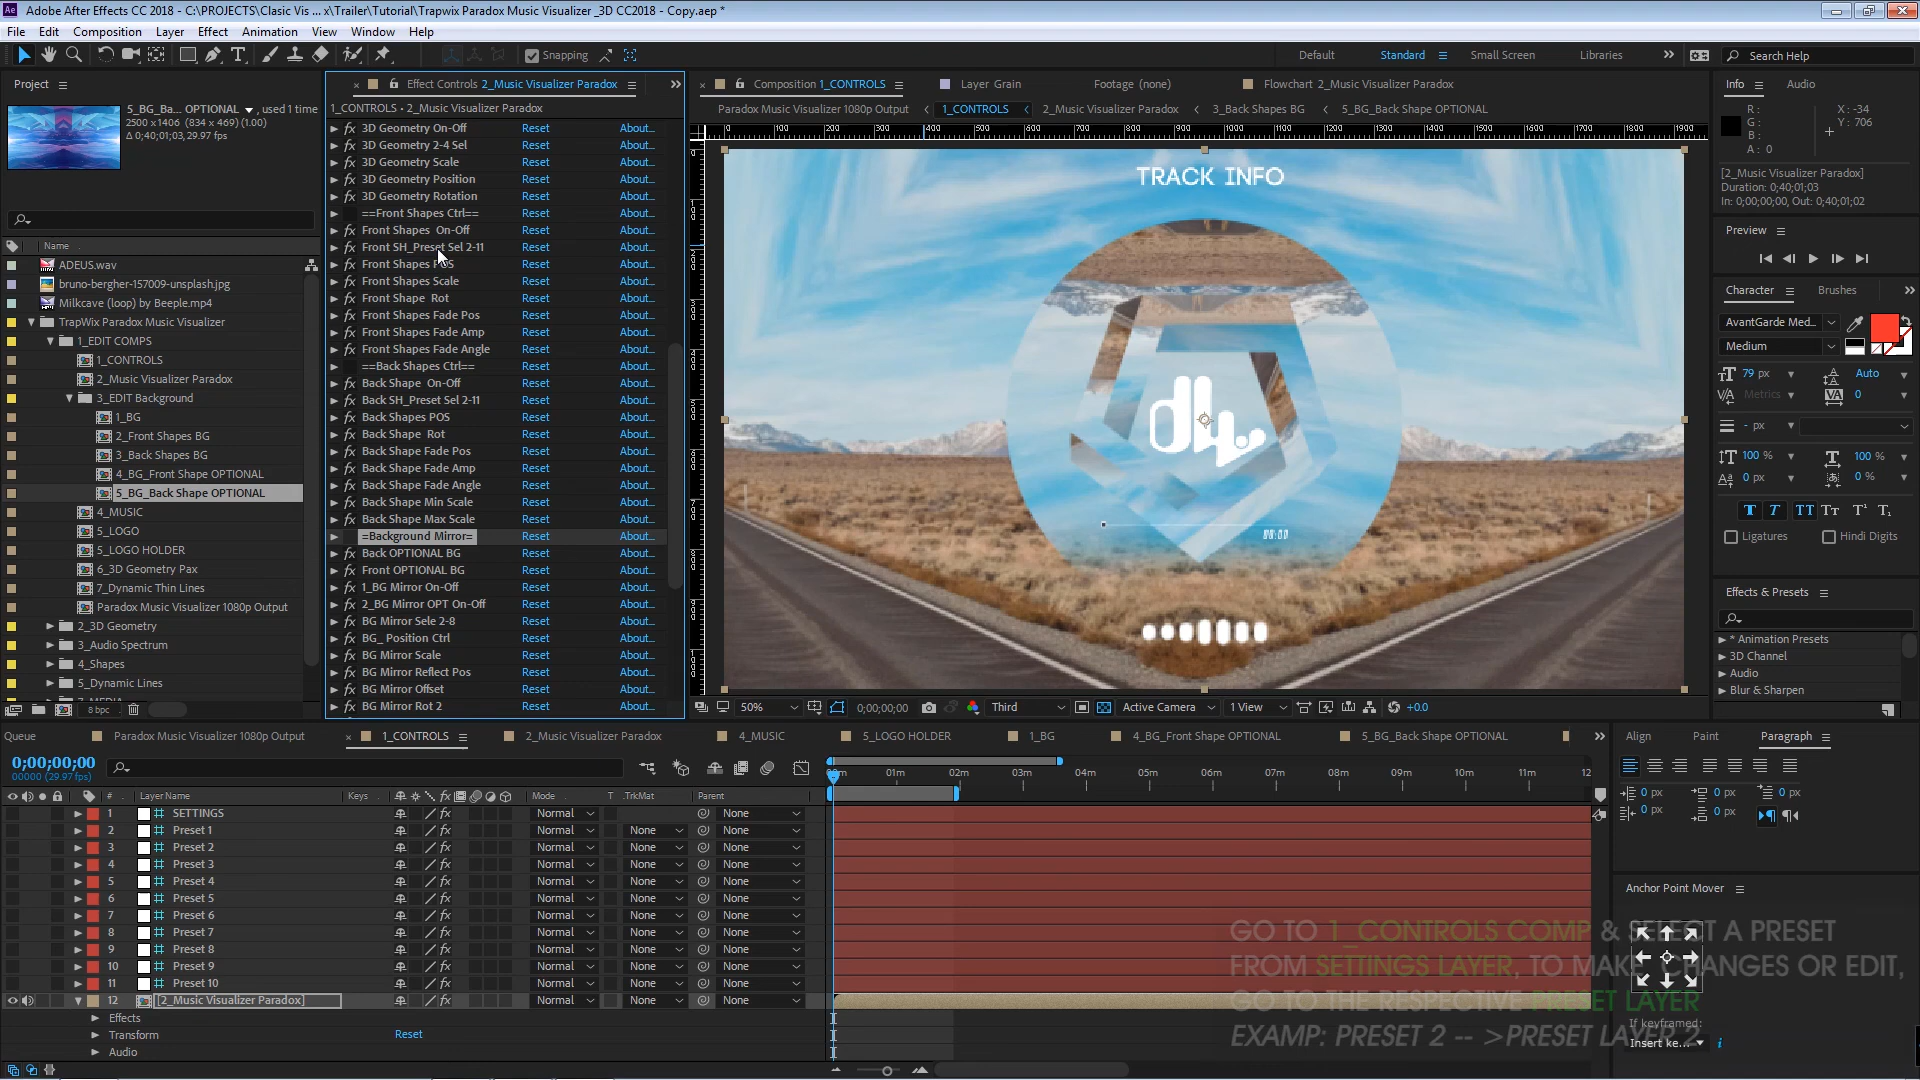 Adobe After Effects CC 2018 - C:\PROJECTS\Clasic Vis ... x\Trailer\Tutorial\Trapwix Paradox Music Visualizer _3D CC2018 - Copy.aep *
File Edit Composition Layer Effect Animation View Window Help
Snapping
Default Standard Small Screen Libraries Search Help
Project
5_BG_Ba... OPTIONAL , used 1 time
2500 x 1406 (834 x 469) (1.00)
Δ 0;40;01;03, 29.97 fps
Name
ADEUS.wav
bruno-bergher-157009-unsplash.jpg
Milkcave (loop) by Beeple.mp4
TrapWix Paradox Music Visualizer
1_EDIT COMPS
1_CONTROLS
2_Music Visualizer Paradox
3_EDIT Background
1_BG
2_Front Shapes BG
3_Back Shapes BG
4_BG_Front Shape OPTIONAL
5_BG_Back Shape OPTIONAL
4_MUSIC
5_LOGO
5_LOGO HOLDER
6_3D Geometry Pax
7_Dynamic Thin Lines
Paradox Music Visualizer 1080p Output
2_3D Geometry
3_Audio Spectrum
4_Shapes
5_Dynamic Lines
8 bpc
Effect Controls 2_Music Visualizer Paradox
1_CONTROLS • 2_Music Visualizer Paradox
fx 3D Geometry On-Off Reset About...
fx 3D Geometry 2-4 Sel Reset About...
fx 3D Geometry Scale Reset About...
fx 3D Geometry Position Reset About...
fx 3D Geometry Rotation Reset About...
==Front Shapes Ctrl== Reset About...
fx Front Shapes On-Off Reset About...
fx Front SH_Preset Sel 2-11 Reset About...
fx Front Shapes POS Reset About...
fx Front Shapes Scale Reset About...
fx Front Shape Rot Reset About...
fx Front Shapes Fade Pos Reset About...
fx Front Shapes Fade Amp Reset About...
fx Front Shapes Fade Angle Reset About...
==Back Shapes Ctrl== Reset About...
fx Back Shape On-Off Reset About...
fx Back SH_Preset Sel 2-11 Reset About...
fx Back Shapes POS Reset About...
fx Back Shape Rot Reset About...
fx Back Shape Fade Pos Reset About...
fx Back Shape Fade Amp Reset About...
fx Back Shape Fade Angle Reset About...
fx Back Shape Min Scale Reset About...
fx Back Shape Max Scale Reset About...
=Background Mirror= Reset About...
fx Back OPTIONAL BG Reset About...
fx Front OPTIONAL BG Reset About...
fx 1_BG Mirror On-Off Reset About...
fx 2_BG Mirror OPT On-Off Reset About...
fx BG Mirror Sele 2-8 Reset About...
fx BG_ Position Ctrl Reset About...
fx BG Mirror Scale Reset About...
fx BG Mirror Reflect Pos Reset About...
fx BG Mirror Offset Reset About...
fx BG Mirror Rot 2 Reset About...
Composition 1_CONTROLS Layer Grain Footage (none) Flowchart 2_Music Visualizer Paradox
Paradox Music Visualizer 1080p Output 1_CONTROLS 2_Music Visualizer Paradox 3_Back Shapes BG 5_BG_Back Shape OPTIONAL
0 100 200 300 400 500 600 700 800 900 1000 1100 1200 1300 1400 1500 1600 1700 1800 1900
TRACK INFO
00:00
50% 0;00;00;00 Third Active Camera 1 View +0.0
Info Audio
R : X : -34
G : Y : 706
B :
A : 0
[2_Music Visualizer Paradox]
Duration: 0;40;01;03
In: 0;00;00;00, Out: 0;40;01;02
Preview
Character Brushes
AvantGarde Med...
Medium
79 px Auto
Metrics 0
- px
100 % 100 %
0 px 0 %
T T TT Tt T¹ T₁
Ligatures Hindi Digits
Effects & Presets
* Animation Presets
3D Channel
Audio
Blur & Sharpen
Queue Paradox Music Visualizer 1080p Output 1_CONTROLS 2_Music Visualizer Paradox 4_MUSIC 5_LOGO HOLDER 1_BG 4_BG_Front Shape OPTIONAL 5_BG_Back Shape OPTIONAL
0;00;00;00
00000 (29.97 fps)
01m 02m 03m 04m 05m 06m 07m 08m 09m 10m 11m 12
# Layer Name Keys Mode T .TrkMat Parent
1 SETTINGS Normal None
2 Preset 1 Normal None None
3 Preset 2 Normal None None
4 Preset 3 Normal None None
5 Preset 4 Normal None None
6 Preset 5 Normal None None
7 Preset 6 Normal None None
8 Preset 7 Normal None None
9 Preset 8 Normal None None
10 Preset 9 Normal None None
11 Preset 10 Normal None None
12 [2_Music Visualizer Paradox] Normal None None
Effects
Transform Reset
Audio
GO TO 1_CONTROLS COMP & SELECT A PRESET
FROM SETTINGS LAYER, TO MAKE CHANGES OR EDIT,
GO TO THE RESPECTIVE PRESET LAYER
EXAMP: PRESET 2 -- >PRESET LAYER 2
Align Paint Paragraph
0 px 0 px 0 px
0 px 0 px
Anchor Point Mover
If keyframed:
Insert ke...